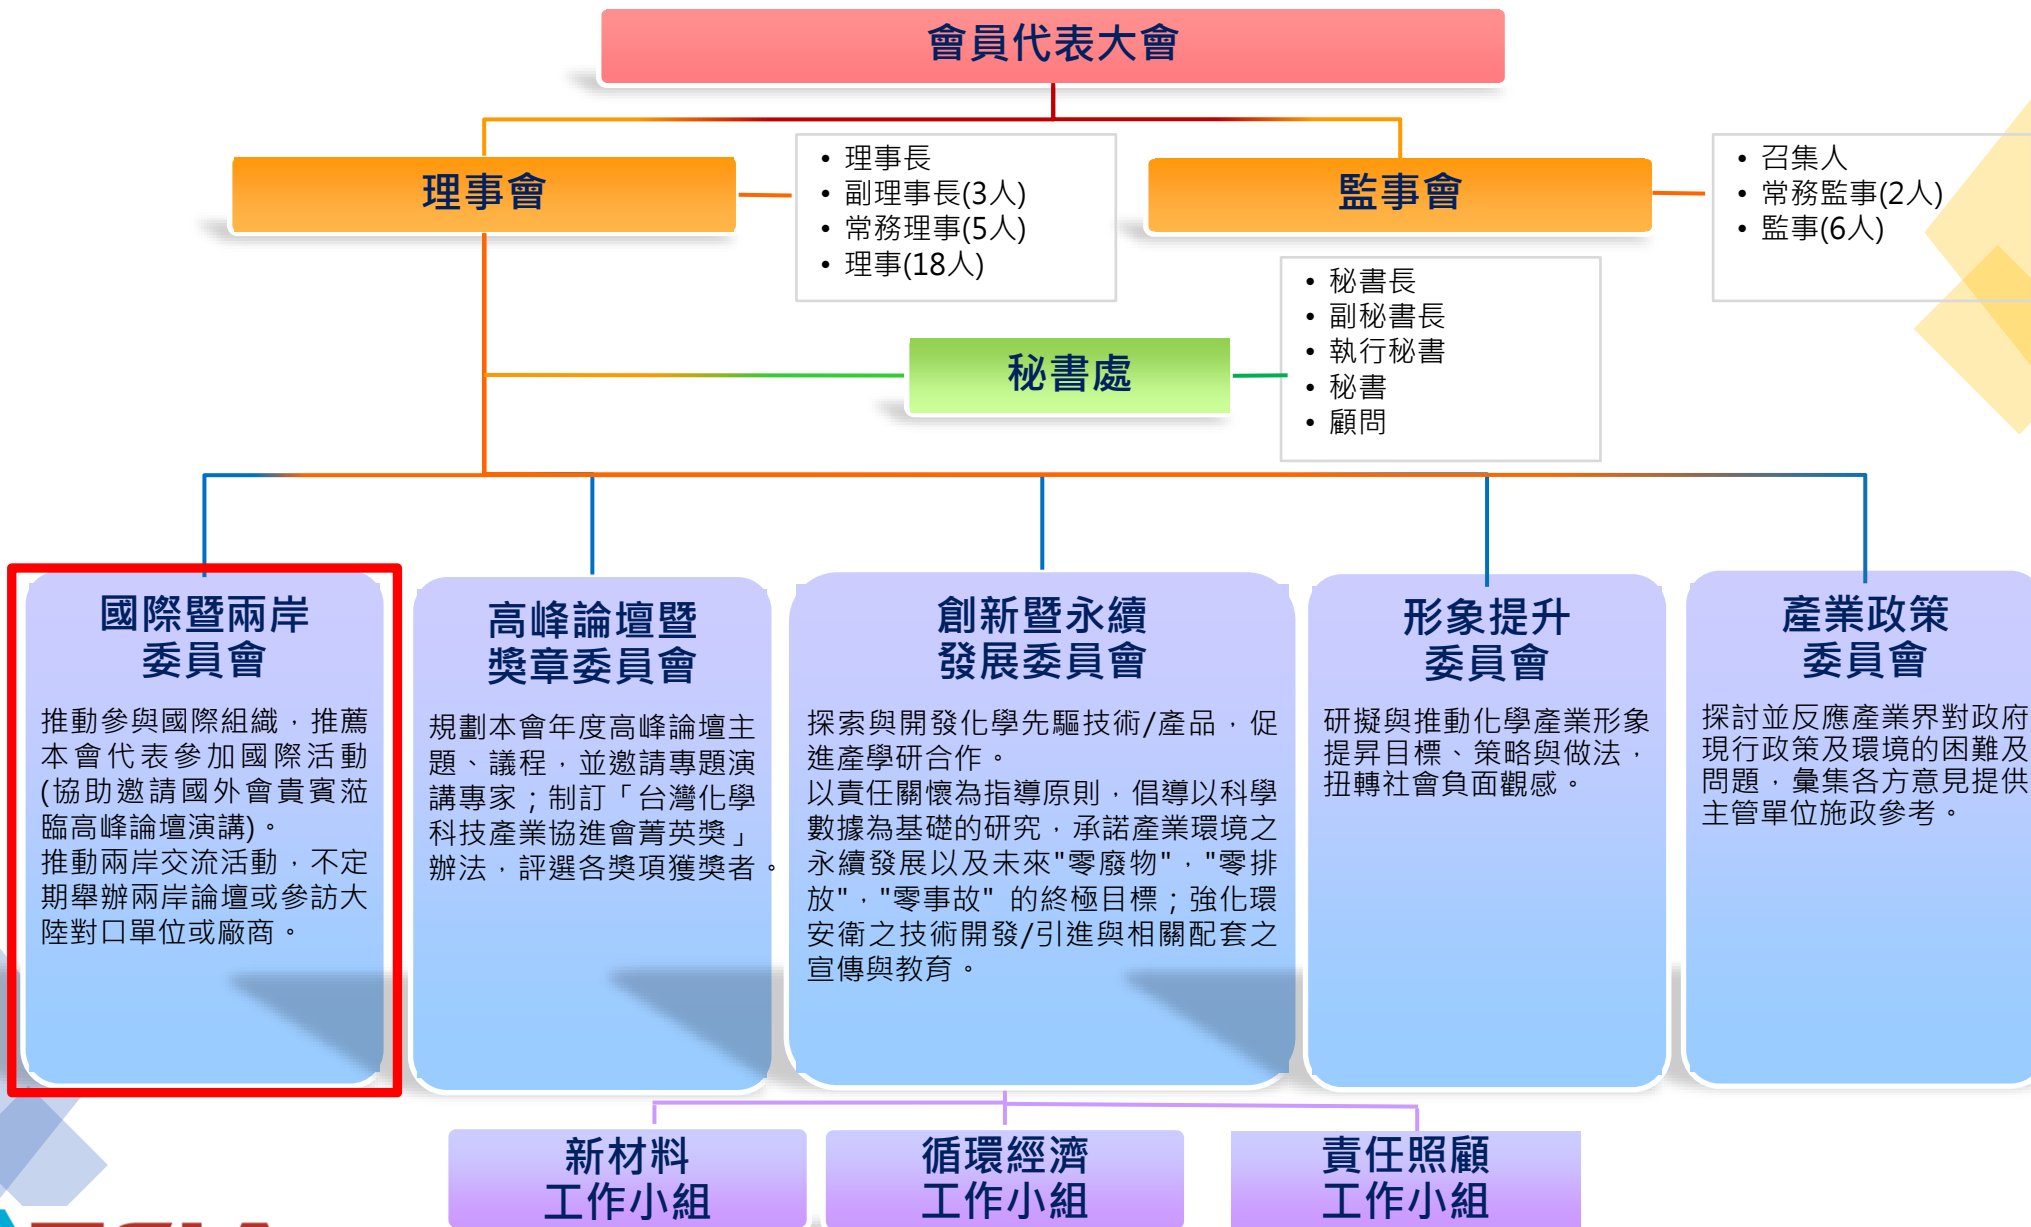 會員代表大會
理事會
• 理事長
• 副理事長(3人)
• 常務理事(5人)
• 理事(18人)
監事會
• 召集人
• 常務監事(2人)
• 監事(6人)
秘書處
• 秘書長
• 副秘書長
• 執行秘書
• 秘書
• 顧問
國際暨兩岸
委員會
推動參與國際組織，推薦
本會代表參加國際活動
(協助邀請國外會貴賓蒞
臨高峰論壇演講)。
推動兩岸交流活動，不定
期舉辦兩岸論壇或參訪大
陸對口單位或廠商。
高峰論壇暨
獎章委員會
規劃本會年度高峰論壇主
題、議程，並邀請專題演
講專家；制訂「台灣化學
科技產業協進會菁英獎」
辦法，評選各獎項獲獎者。
創新暨永續
發展委員會
探索與開發化學先驅技術/產品，促
進產學研合作。
以責任關懷為指導原則，倡導以科學
數據為基礎的研究，承諾產業環境之
永續發展以及未來"零廢物"，"零排
放"，"零事故" 的終極目標；強化環
安衛之技術開發/引進與相關配套之
宣傳與教育。
形象提升
委員會
研擬與推動化學產業形象
提昇目標、策略與做法，
扭轉社會負面觀感。
產業政策
委員會
探討並反應產業界對政府
現行政策及環境的困難及
問題，彙集各方意見提供
主管單位施政參考。
新材料
工作小組
循環經濟
工作小組
責任照顧
工作小組